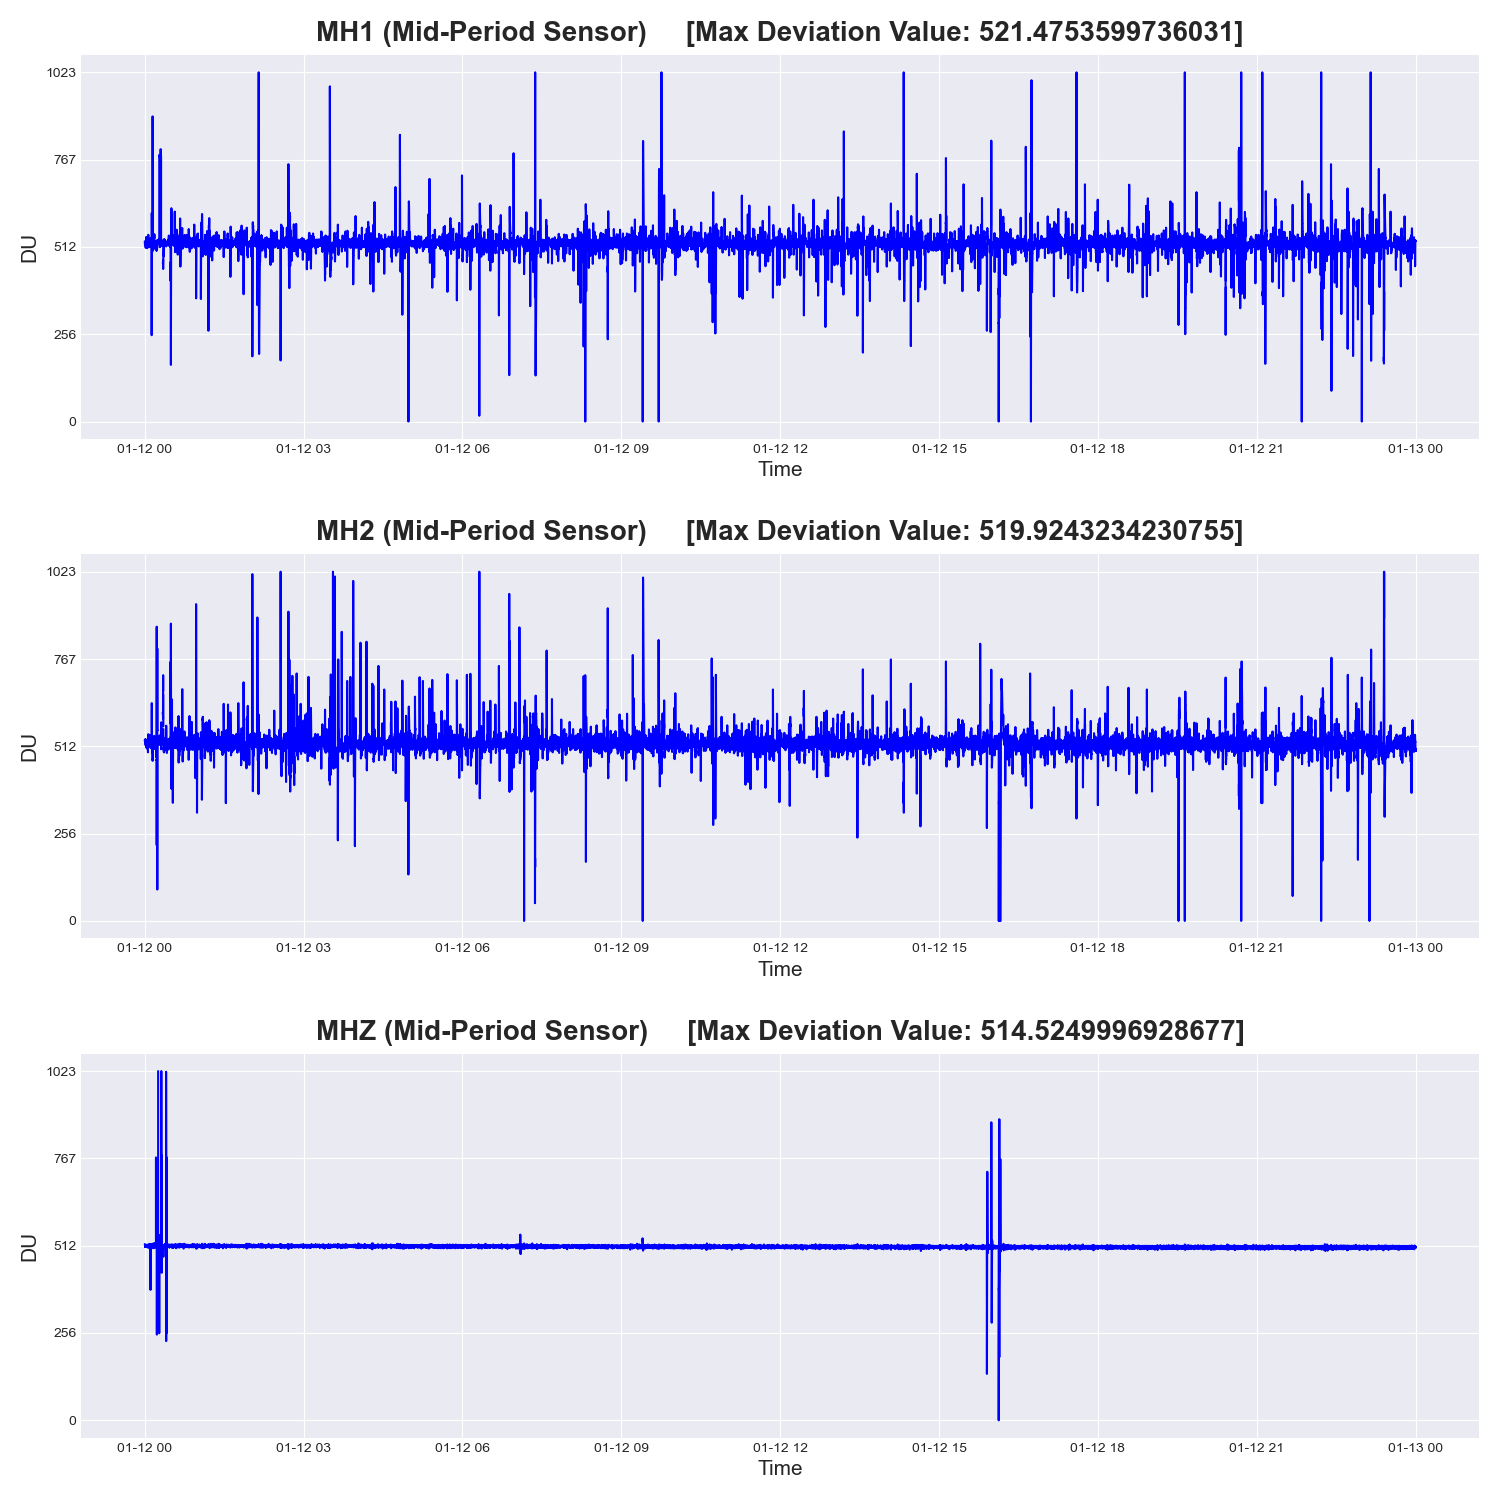 MH1 (Mid-Period Sensor) [Max Deviation Value: 521.4753599736031]
1023
767
512
256
0
DU
01-12 00 01-12 03 01-12 06 01-12 09 01-12 12 01-12 15 01-12 18 01-12 21 01-13 00
Time
MH2 (Mid-Period Sensor) [Max Deviation Value: 519.9243234230755]
1023
767
512
256
0
DU
01-12 00 01-12 03 01-12 06 01-12 09 01-12 12 01-12 15 01-12 18 01-12 21 01-13 00
Time
MHZ (Mid-Period Sensor) [Max Deviation Value: 514.5249996928677]
1023
767
512
256
0
DU
01-12 00 01-12 03 01-12 06 01-12 09 01-12 12 01-12 15 01-12 18 01-12 21 01-13 00
Time